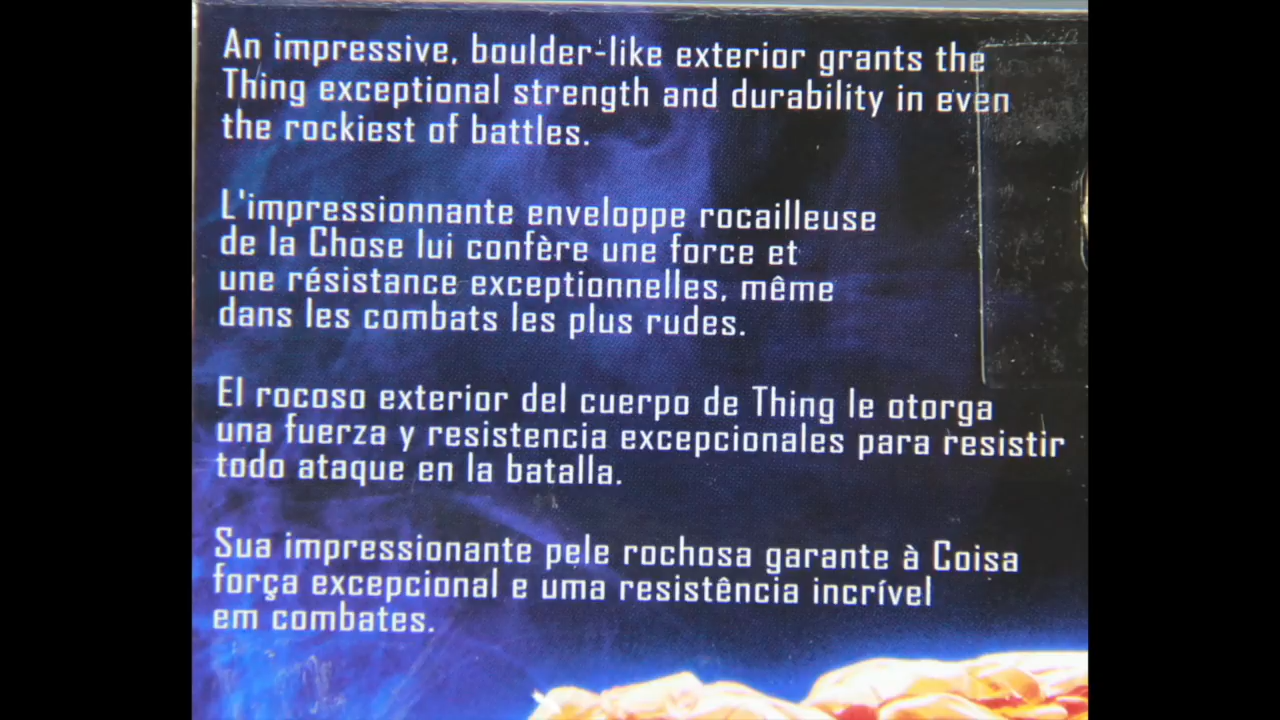 An impressive, boulder-like exterior grants the
Thing exceptional strength and durability in even
the rockiest of battles.
L'impressionnante enveloppe rocailleuse
de la Chose lui confère une force et
une résistance exceptionnelles, même
dans les combats les plus rudes.
El rocoso exterior del cuerpo de Thing le otorga
una fuerza y resistencia excepcionales para resistir
todo ataque en la batalla.
Sua impressionante pele rochosa garante à Coisa
força excepcional e uma resistência incrível
em combates.